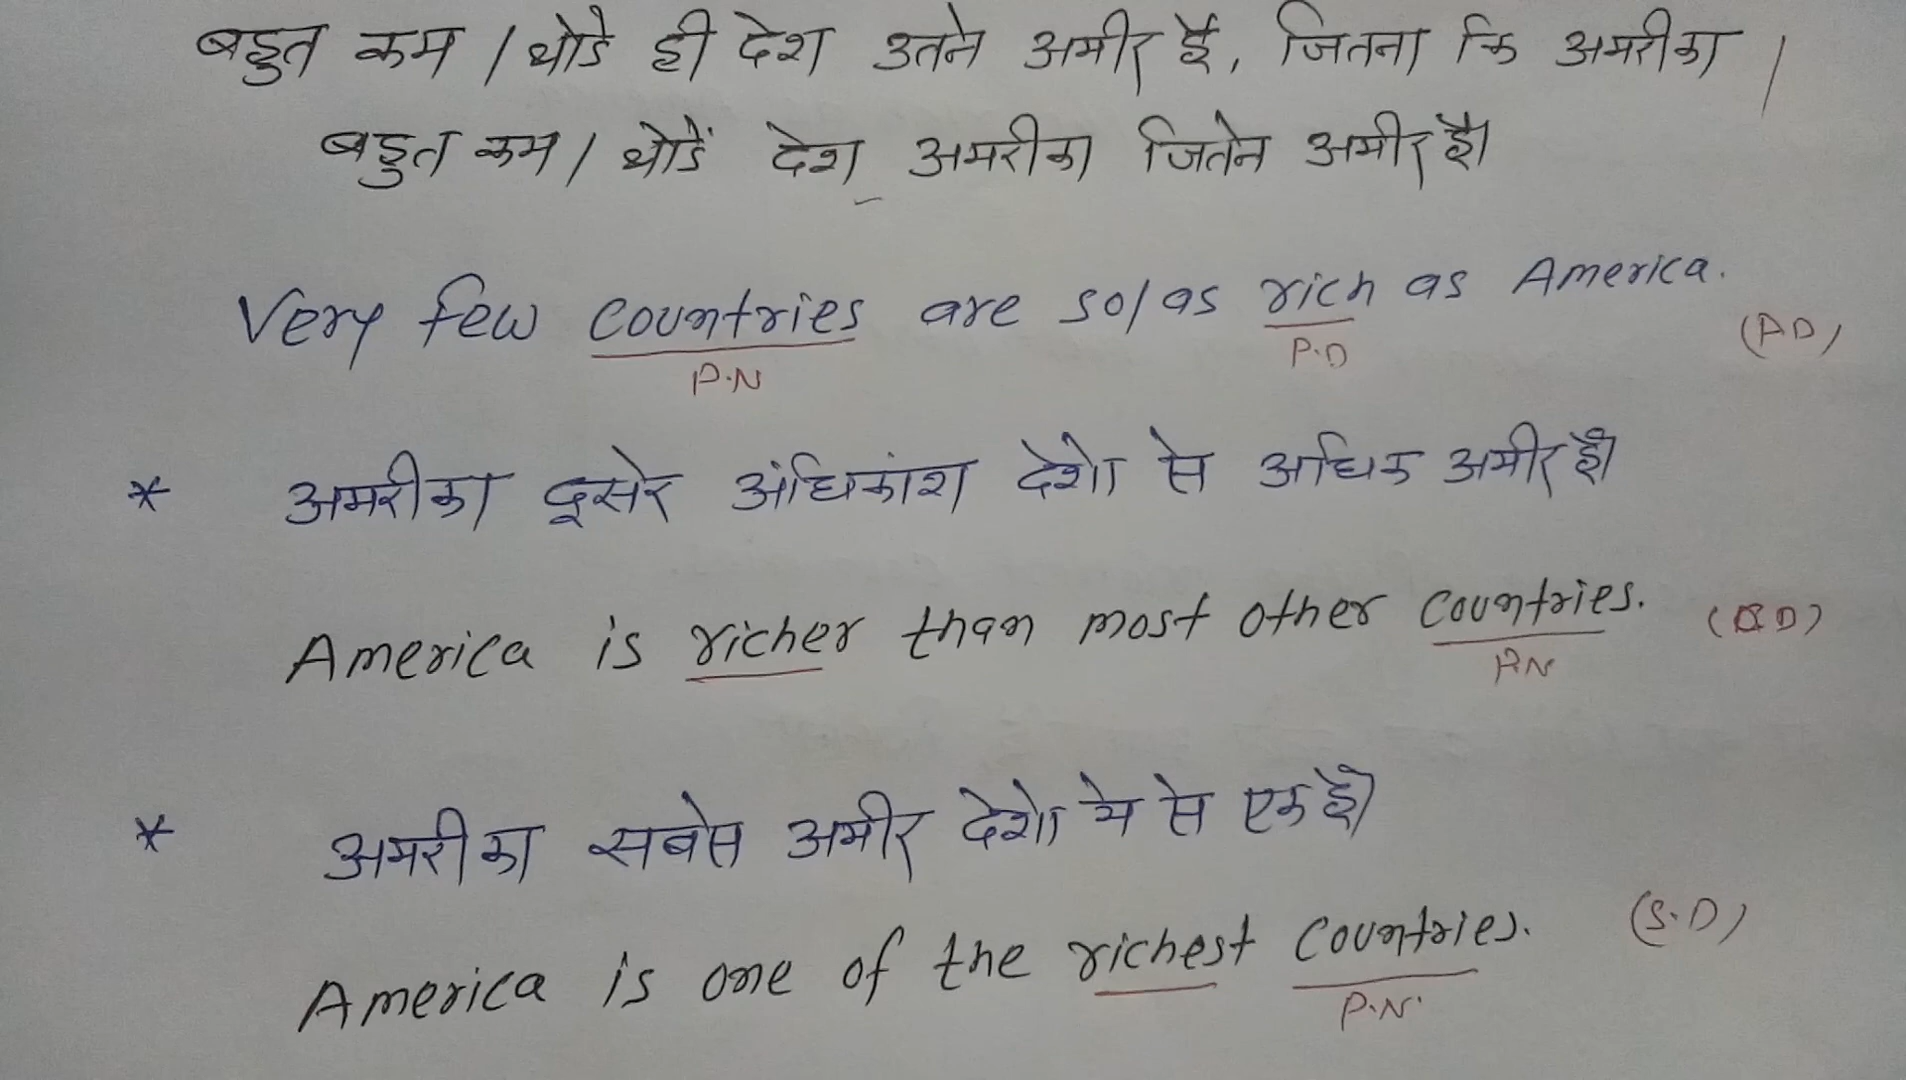 बहुत कम / थोडे ही देश उतने अमीर हैं, जितना कि अमरीका |
बहुत कम / थोडें देश अमरीका जितने अमीर है।
Very few countries are so/as rich as America.
P.N P.D (P.D)
* अमरीका दूसरे अंधिकांश देशो से अधिक अमीर है।
America is richer than most other countries. (C.D)
P.N
* अमरीका सबसे अमीर देशो मे से एक है।
America is one of the richest countries. (S.D)
P.N.